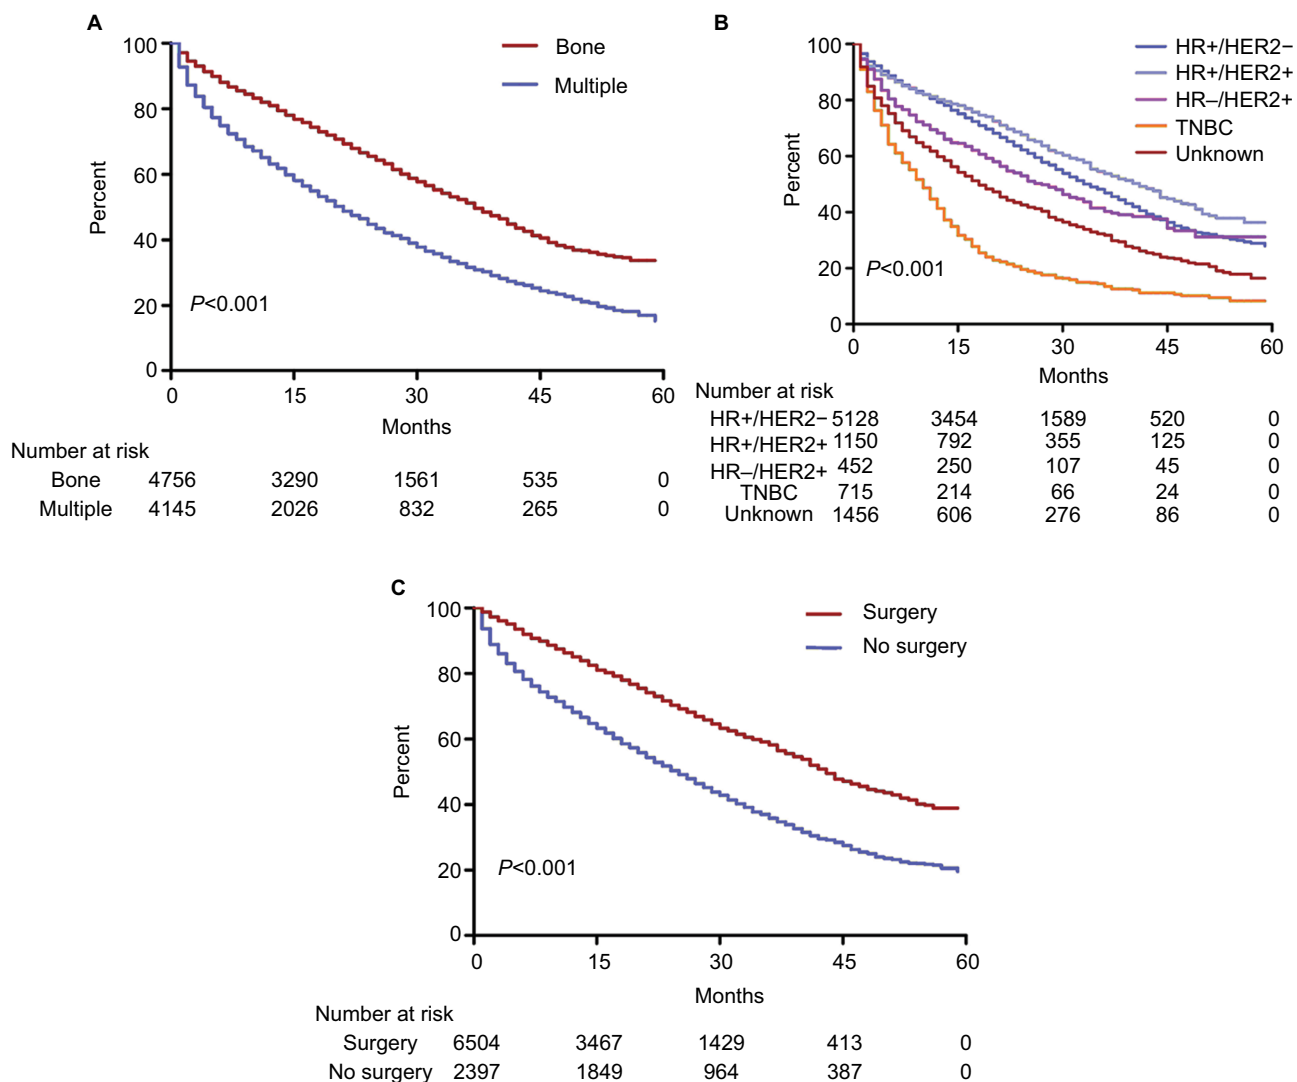 A
100
80
60
40
20
0
Percent
Bone
Multiple
P<0.001
0 15 30 45 60
Months
Number at risk
Bone 4756 3290 1561 535 0
Multiple 4145 2026 832 265 0
B
100
80
60
40
20
0
Percent
HR+/HER2−
HR+/HER2+
HR–/HER2+
TNBC
Unknown
P<0.001
0 15 30 45 60
Months
Number at risk
HR+/HER2− 5128 3454 1589 520 0
HR+/HER2+ 1150 792 355 125 0
HR–/HER2+ 452 250 107 45 0
TNBC 715 214 66 24 0
Unknown 1456 606 276 86 0
C
100
80
60
40
20
0
Percent
Surgery
No surgery
P<0.001
0 15 30 45 60
Months
Number at risk
Surgery 6504 3467 1429 413 0
No surgery 2397 1849 964 387 0